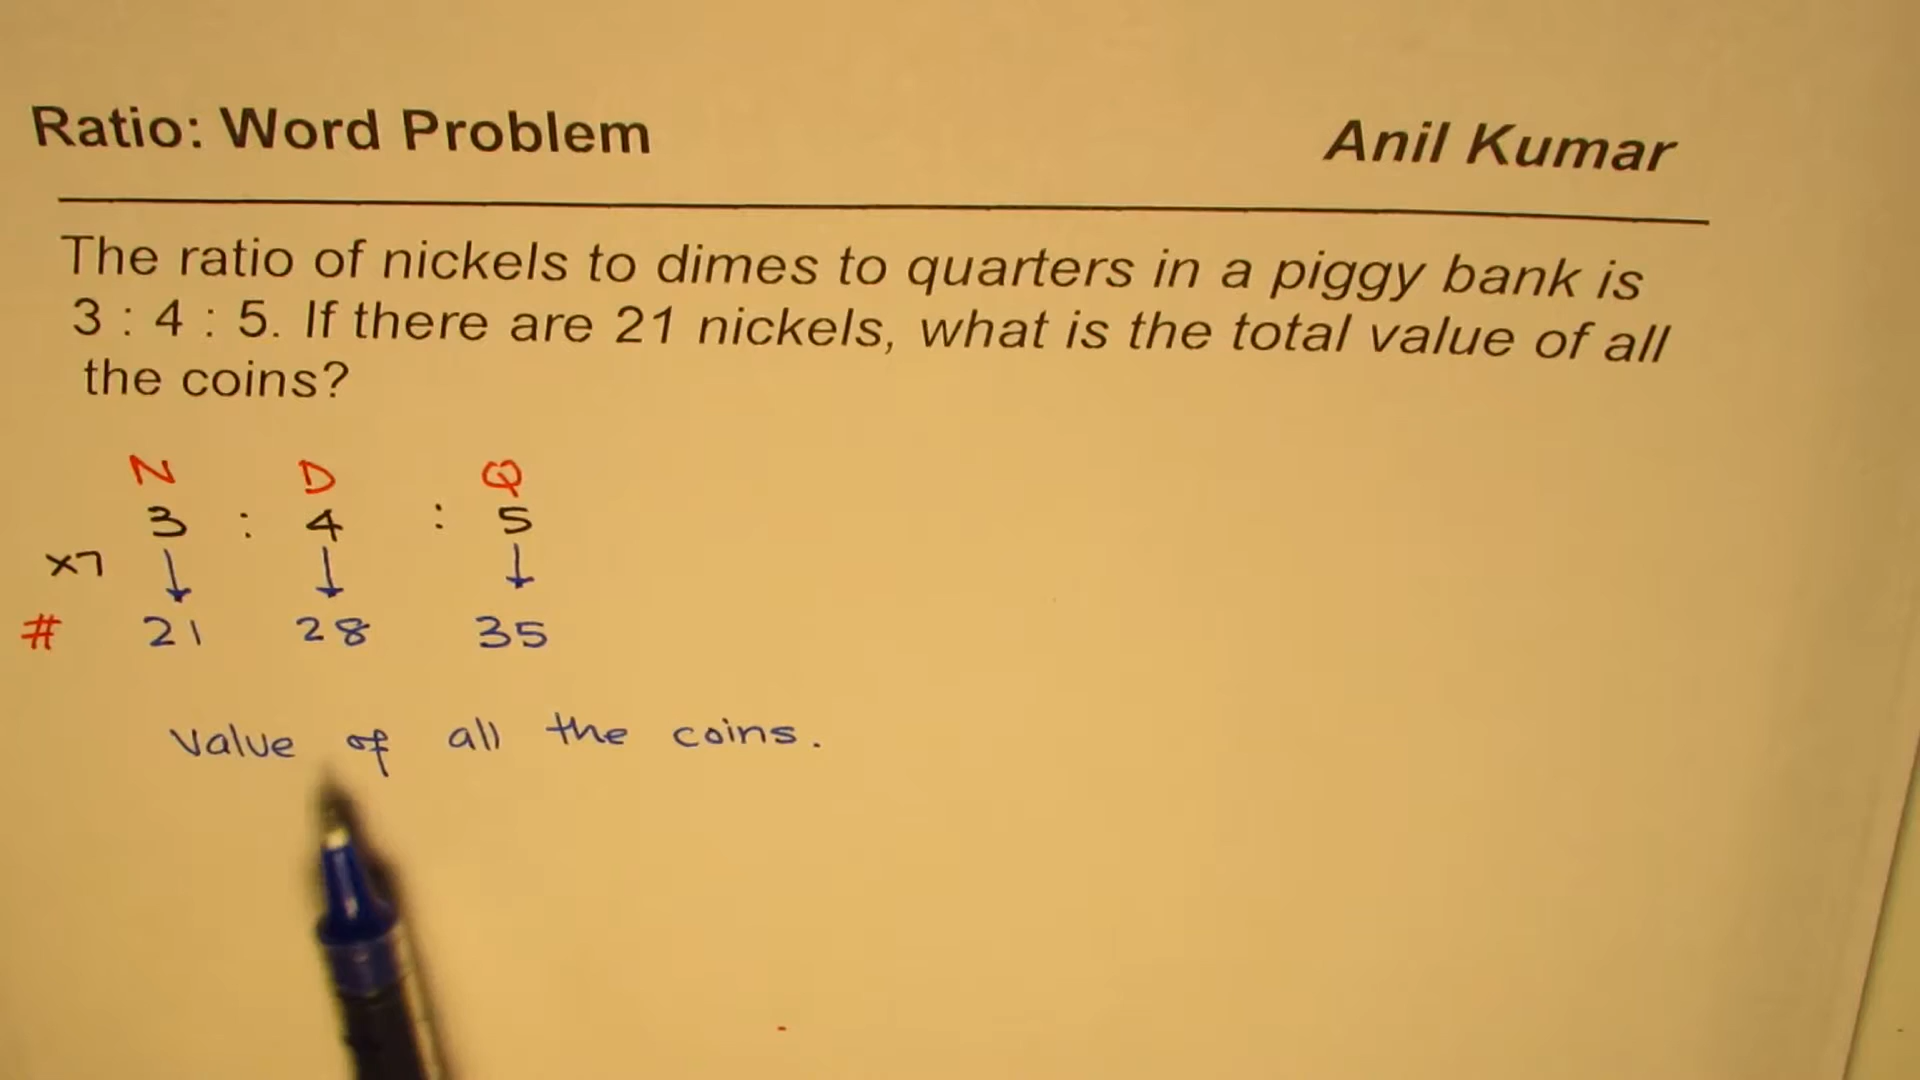 Ratio: Word Problem
Anil Kumar
The ratio of nickels to dimes to quarters in a piggy bank is
3 : 4 : 5. If there are 21 nickels, what is the total value of all
the coins?
N D Q
3 : 4 : 5
x7
# 21 28 35
Value of all the coins.